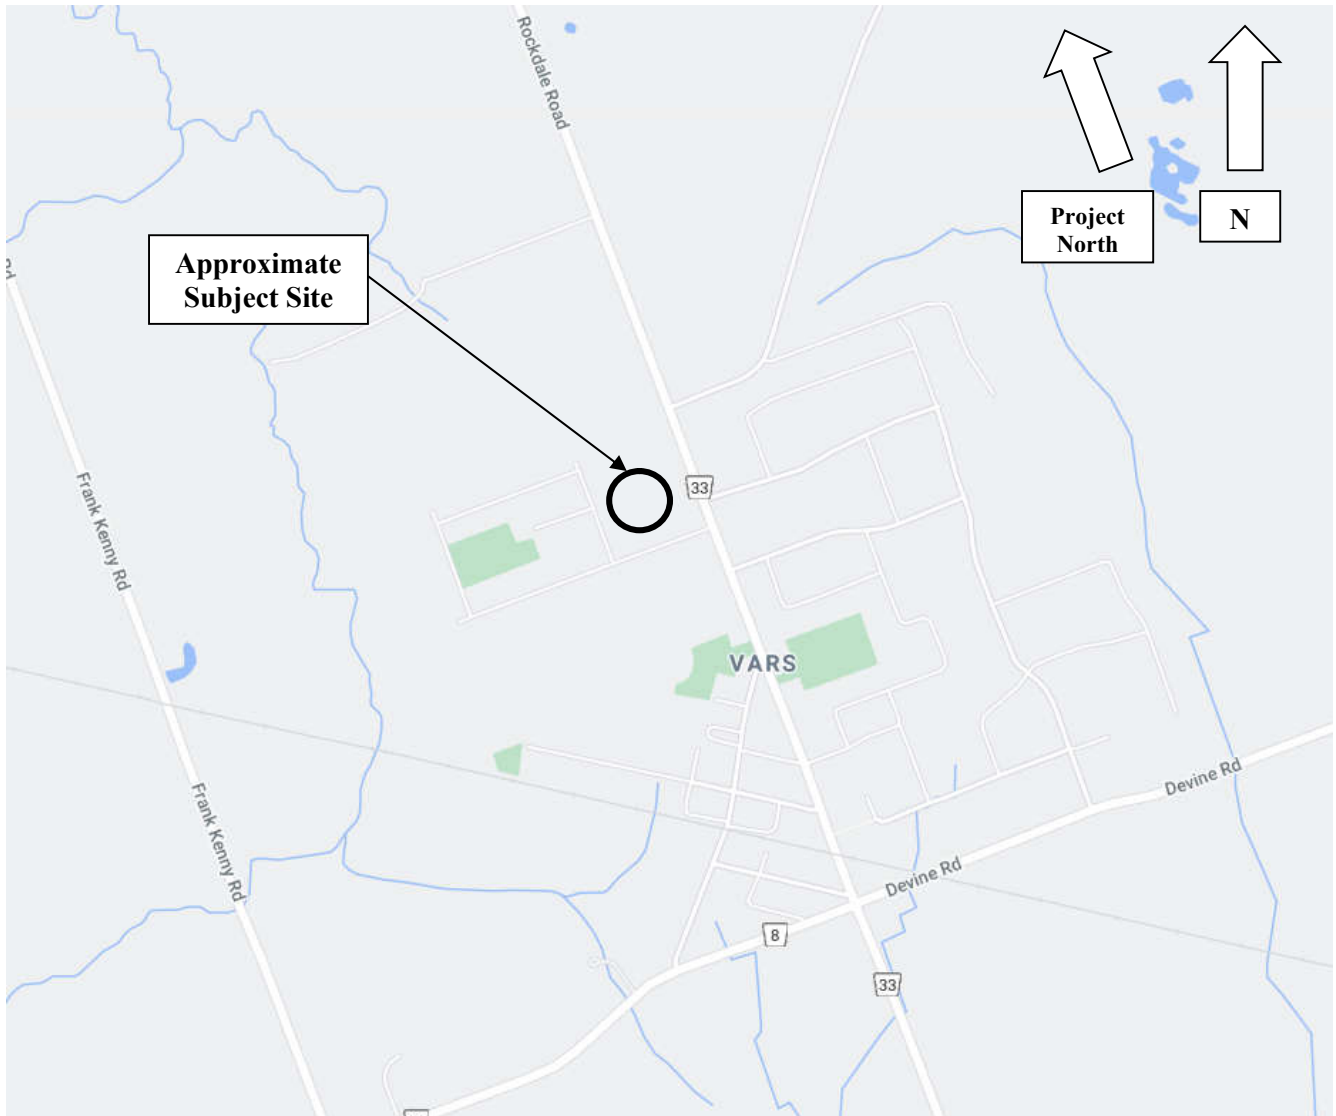 Rockdale Road
Project
North
N
Approximate
Subject Site
Rd
33
Frank Kenny Rd
VARS
Devine Rd
Frank Kenny Rd
Devine Rd
8
33